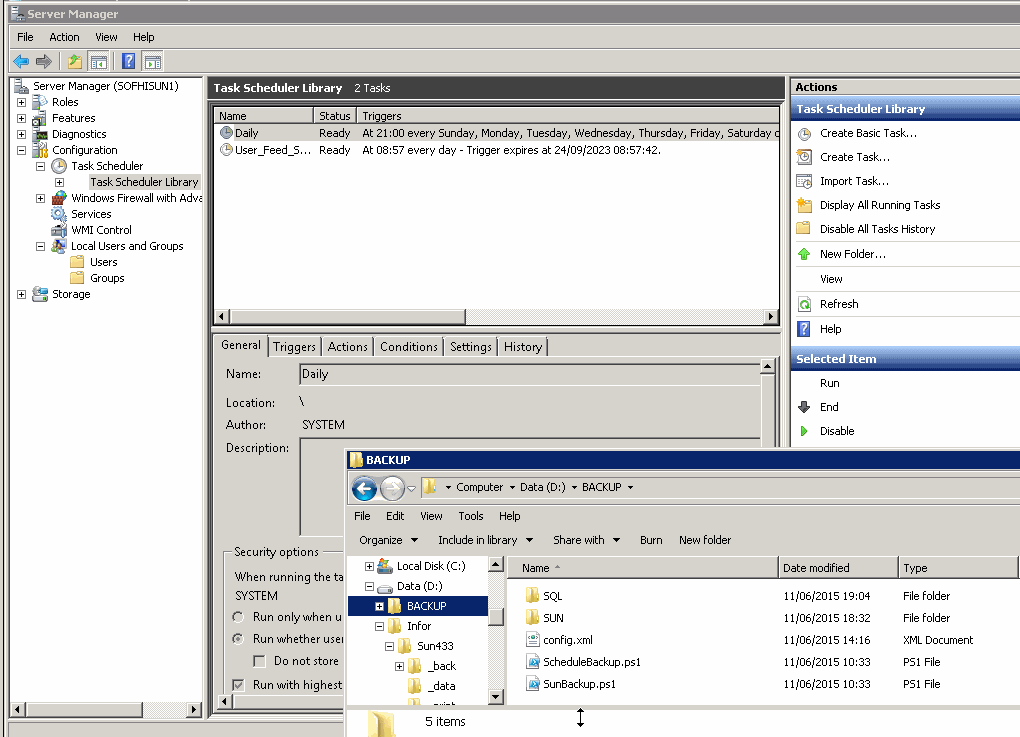 Server Manager
File Action View Help
Server Manager (SOFHISUN1)
Roles
Features
Diagnostics
Configuration
Task Scheduler
Task Scheduler Library
Windows Firewall with Adva
Services
WMI Control
Local Users and Groups
Users
Groups
Storage
Task Scheduler Library 2 Tasks
Name Status Triggers
Daily Ready At 21:00 every Sunday, Monday, Tuesday, Wednesday, Thursday, Friday, Saturday o
User_Feed_S... Ready At 08:57 every day - Trigger expires at 24/09/2023 08:57:42.
General Triggers Actions Conditions Settings History
Name: Daily
Location: \
Author: SYSTEM
Description:
Security options
When running the ta
SYSTEM
Run only when u
Run whether user
Do not store
Run with highest
Actions
Task Scheduler Library
Create Basic Task...
Create Task...
Import Task...
Display All Running Tasks
Disable All Tasks History
New Folder...
View
Refresh
Help
Selected Item
Run
End
Disable
BACKUP
Computer Data (D:) BACKUP
File Edit View Tools Help
Organize Include in library Share with Burn New folder
Local Disk (C:)
Data (D:)
BACKUP
Infor
Sun433
_back
_data
Name Date modified Type
SQL 11/06/2015 19:04 File folder
SUN 11/06/2015 18:32 File folder
config.xml 11/06/2015 14:16 XML Document
ScheduleBackup.ps1 11/06/2015 10:33 PS1 File
SunBackup.ps1 11/06/2015 10:33 PS1 File
5 items